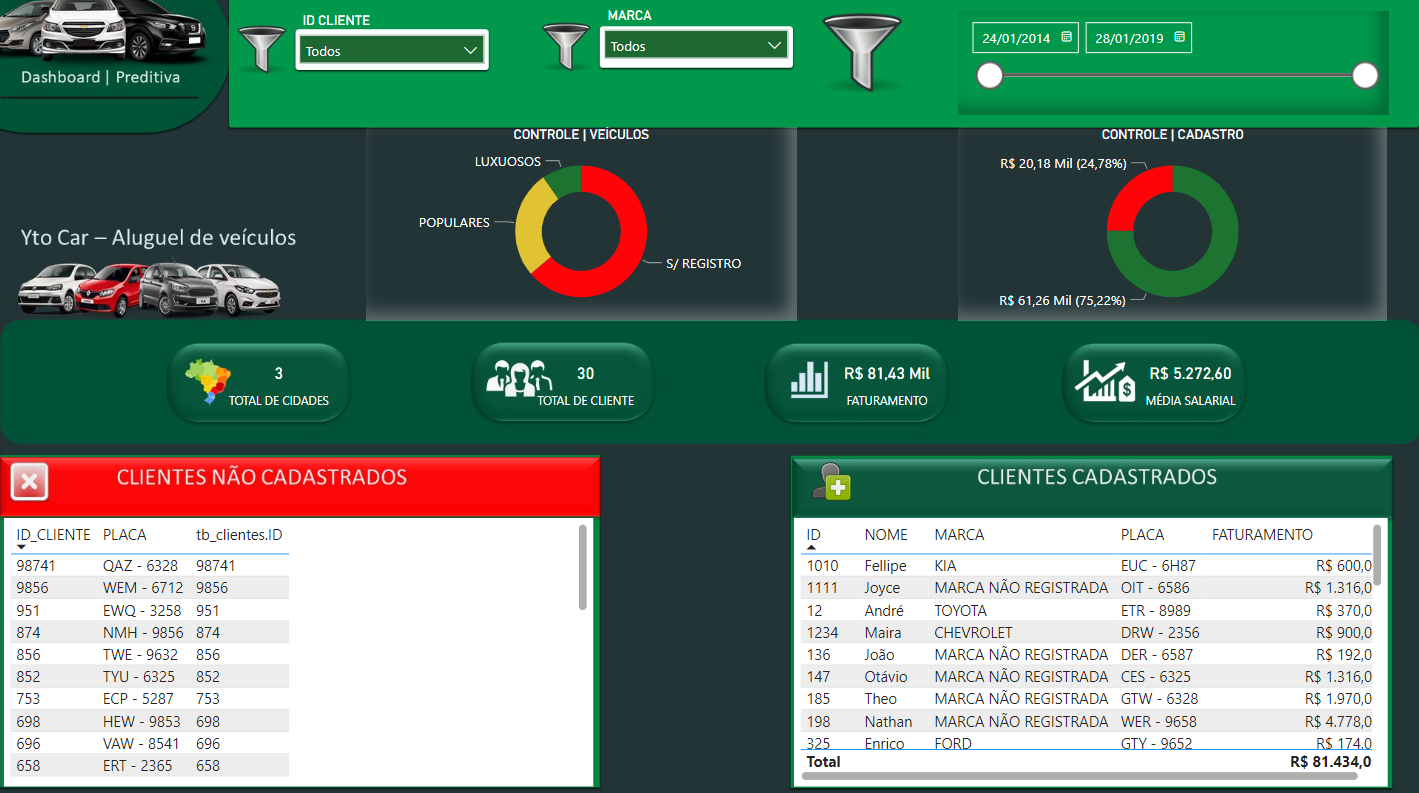 Dashboard | Preditiva
ID CLIENTE
Todos
MARCA
Todos
24/01/2014
28/01/2019
CONTROLE | VEÍCULOS
LUXUOSOS
POPULARES
S/ REGISTRO
CONTROLE | CADASTRO
R$ 20,18 Mil (24,78%)
R$ 61,26 Mil (75,22%)
Yto Car – Aluguel de veículos
3
TOTAL DE CIDADES
30
TOTAL DE CLIENTE
R$ 81,43 Mil
FATURAMENTO
R$ 5.272,60
MÉDIA SALARIAL
CLIENTES NÃO CADASTRADOS
ID_CLIENTE PLACA tb_clientes.ID
98741 QAZ - 6328 98741
9856 WEM - 6712 9856
951 EWQ - 3258 951
874 NMH - 9856 874
856 TWE - 9632 856
852 TYU - 6325 852
753 ECP - 5287 753
698 HEW - 9853 698
696 VAW - 8541 696
658 ERT - 2365 658
CLIENTES CADASTRADOS
ID NOME MARCA PLACA FATURAMENTO
1010 Fellipe KIA EUC - 6H87 R$ 600,0
1111 Joyce MARCA NÃO REGISTRADA OIT - 6586 R$ 1.316,0
12 André TOYOTA ETR - 8989 R$ 370,0
1234 Maira CHEVROLET DRW - 2356 R$ 900,0
136 João MARCA NÃO REGISTRADA DER - 6587 R$ 192,0
147 Otávio MARCA NÃO REGISTRADA CES - 6325 R$ 1.316,0
185 Theo MARCA NÃO REGISTRADA GTW - 6328 R$ 1.970,0
198 Nathan MARCA NÃO REGISTRADA WER - 9658 R$ 4.778,0
325 Enrico FORD GTY - 9652 R$ 174,0
Total R$ 81.434,0